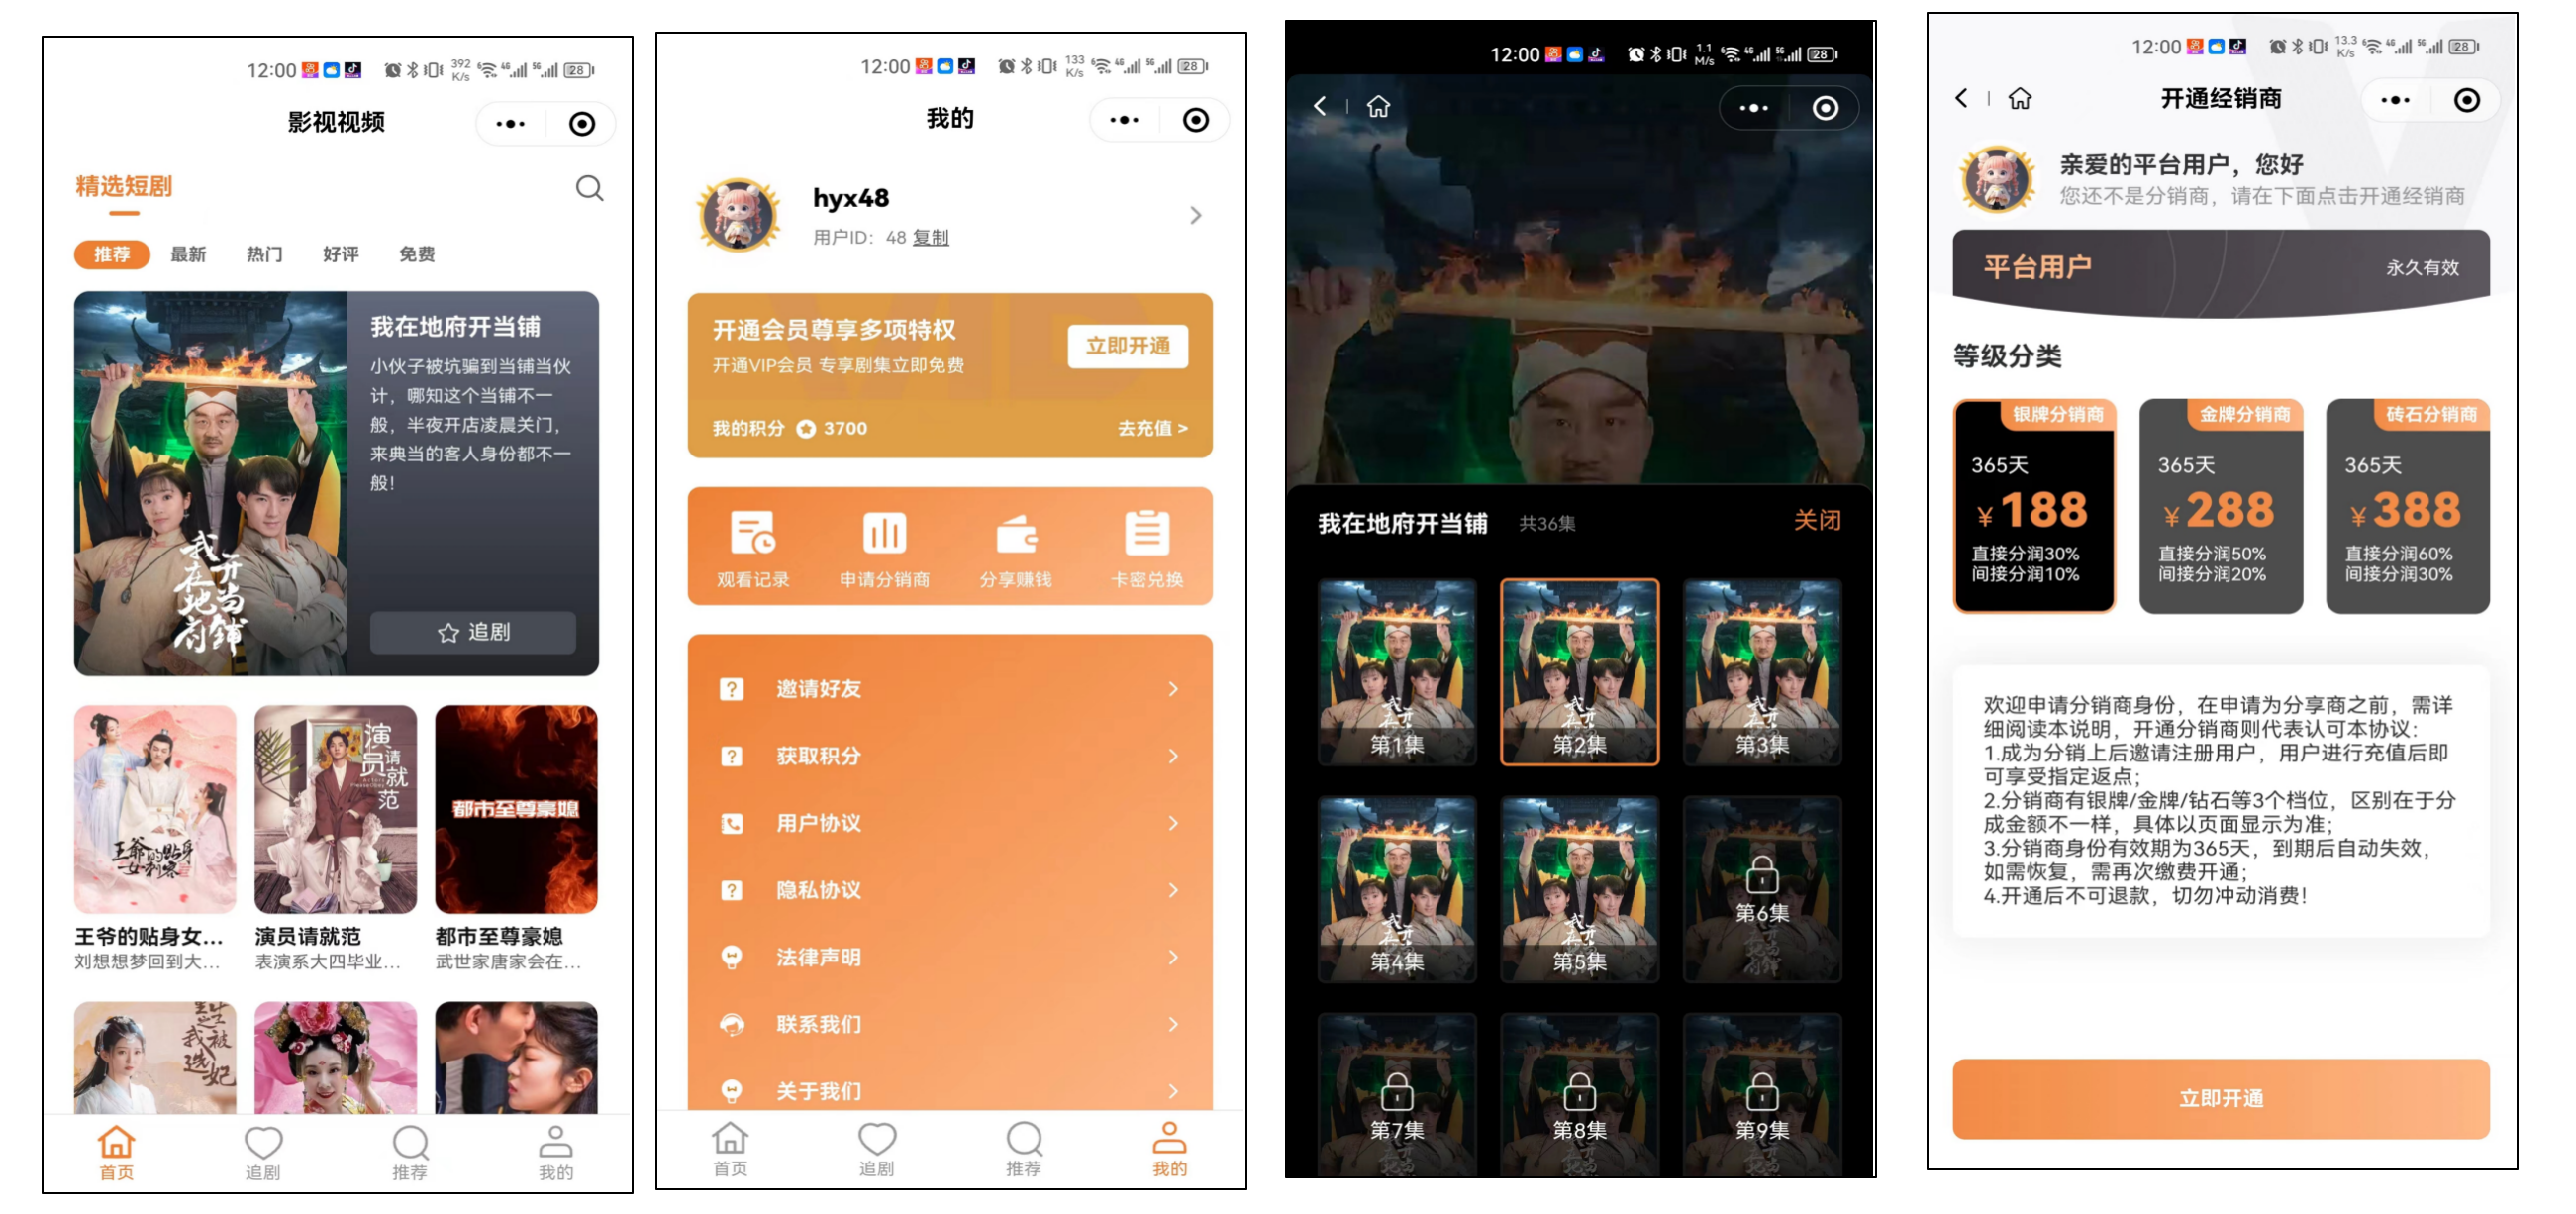 12:00
392 K/s
28
影视视频
精选短剧
推荐 最新 热门 好评 免费
我在地府开当铺
小伙子被坑骗到当铺当伙
计，哪知这个当铺不一
般，半夜开店凌晨关门，
来典当的客人身份都不一
般！
我在地府开当铺
追剧
王爷的贴身女刺客
演员请就范
都市至尊豪媳
王爷的贴身女...
刘想想梦回到大...
演员请就范
表演系大四毕业...
都市至尊豪媳
武世家唐家会在...
首页 追剧 推荐 我的
12:00
133 K/s
28
我的
hyx48
用户ID：48 复制
开通会员尊享多项特权
开通VIP会员 专享剧集立即免费
立即开通
我的积分 3700
去充值 >
观看记录 申请分销商 分享赚钱 卡密兑换
邀请好友
获取积分
用户协议
隐私协议
法律声明
联系我们
关于我们
首页 追剧 推荐 我的
12:00
1.1 M/s
28
我在地府开当铺 共36集 关闭
第1集 第2集 第3集
第4集 第5集 第6集
第7集 第8集 第9集
12:00
13.3 K/s
28
开通经销商
亲爱的平台用户，您好
您还不是分销商，请在下面点击开通经销商
平台用户
永久有效
等级分类
银牌分销商
365天
¥188
直接分润30%
间接分润10%
金牌分销商
365天
¥288
直接分润50%
间接分润20%
砖石分销商
365天
¥388
直接分润60%
间接分润30%
欢迎申请分销商身份，在申请为分享商之前，需详
细阅读本说明，开通分销商则代表认可本协议：
1.成为分销上后邀请注册用户，用户进行充值后即
可享受指定返点；
2.分销商有银牌/金牌/钻石等3个档位，区别在于分
成金额不一样，具体以页面显示为准；
3.分销商身份有效期为365天，到期后自动失效，
如需恢复，需再次缴费开通；
4.开通后不可退款，切勿冲动消费！
立即开通